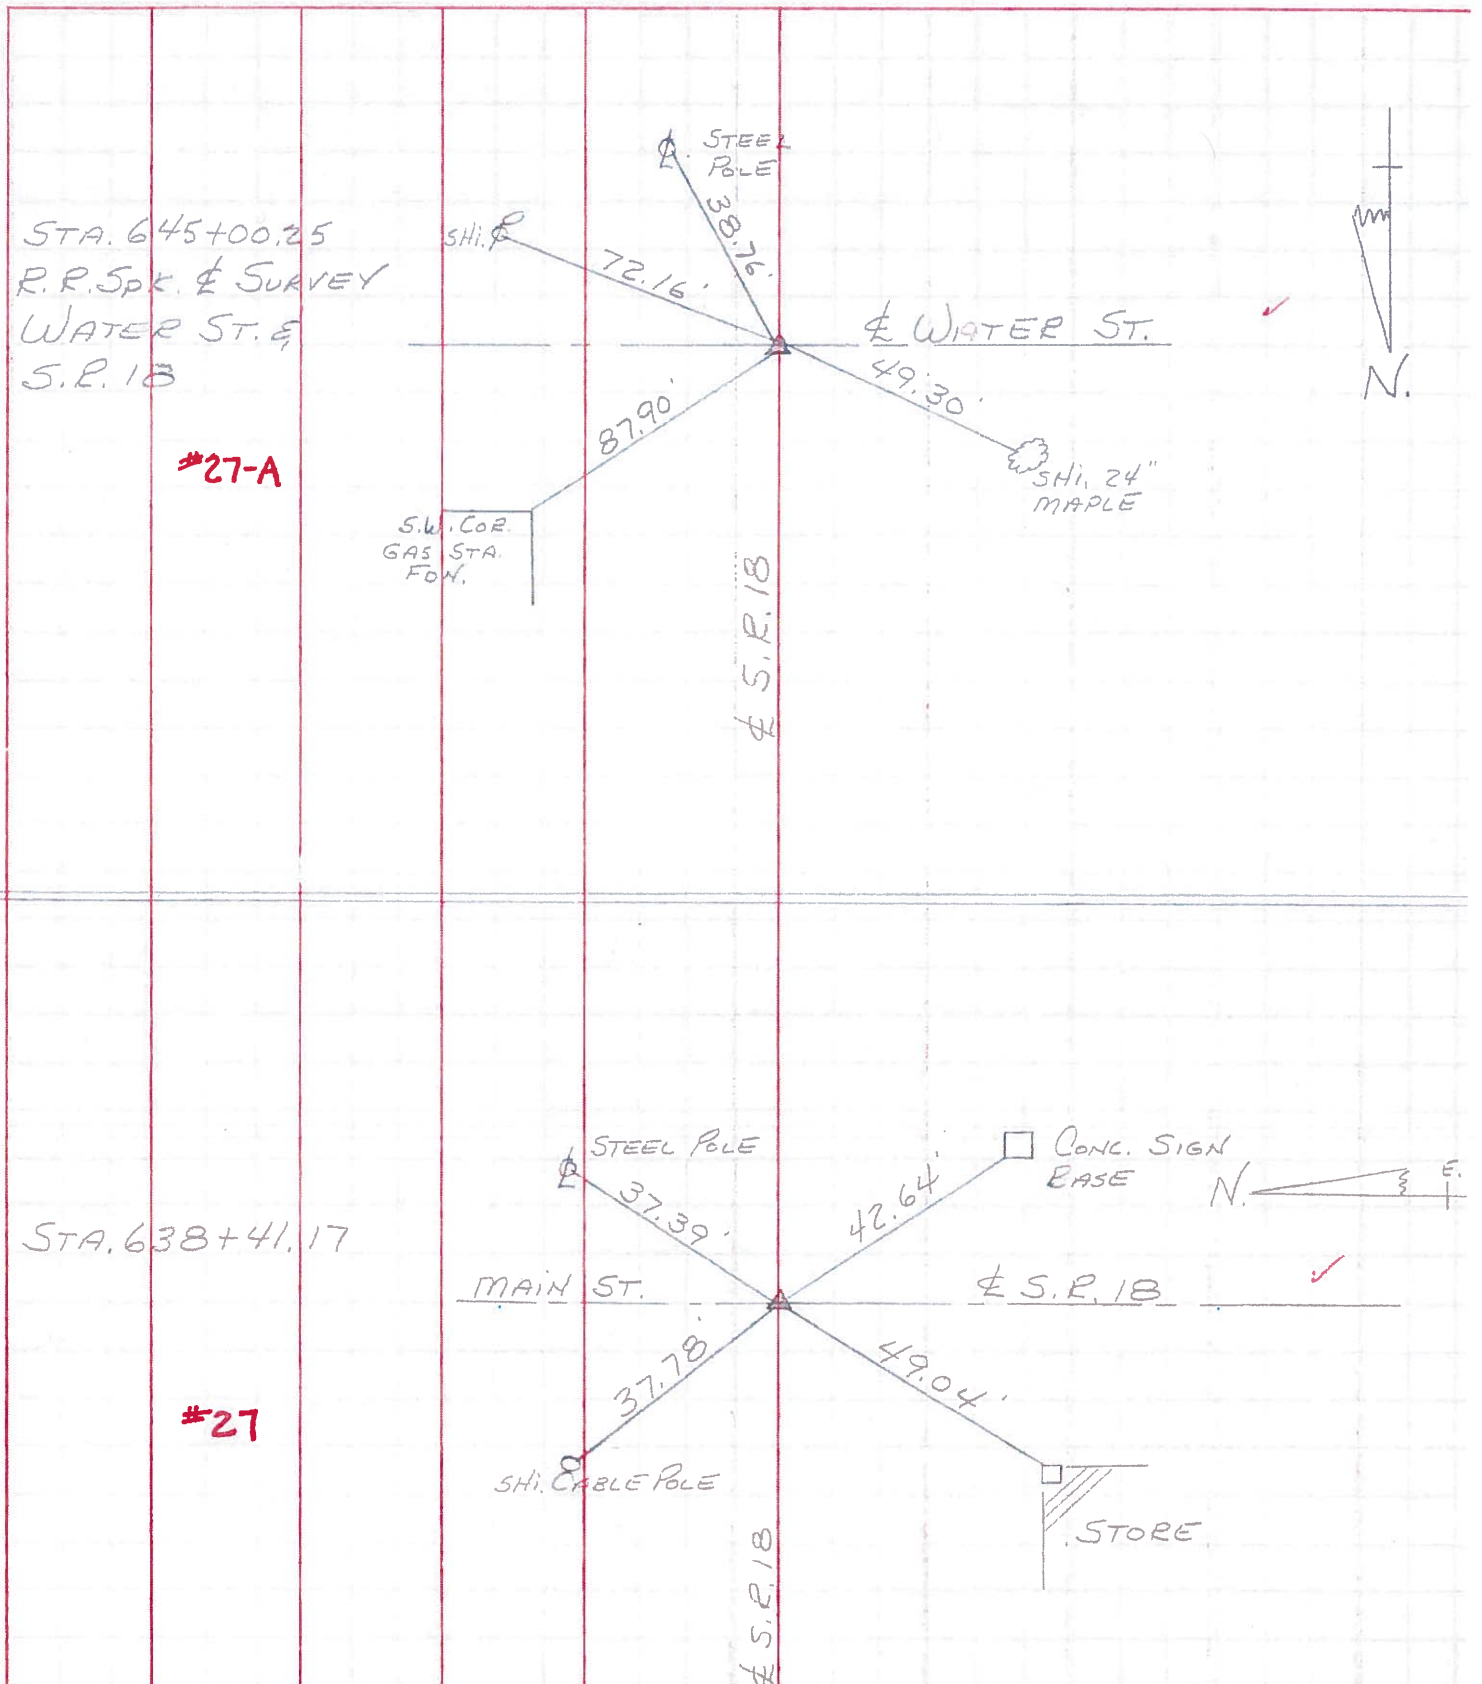 STA. 645+00.25
R.R. SPK. ℄ SURVEY
WATER ST. &
S.R. 18
#27-A
℄ STEEL
POLE
38.76'
SHi. ℄
72.16'
℄ WATER ST.
49.30'
SHi. 24"
MAPLE
87.90'
S.W. COR.
GAS STA.
FDN.
℄ S.R. 18
N.
STA. 638+41.17
#27
℄ STEEL POLE
37.39'
42.64'
CONC. SIGN
BASE
N.
E.
MAIN ST.
℄ S.R. 18
37.78'
SHi. CABLE POLE
49.04'
STORE
℄ S.R. 18